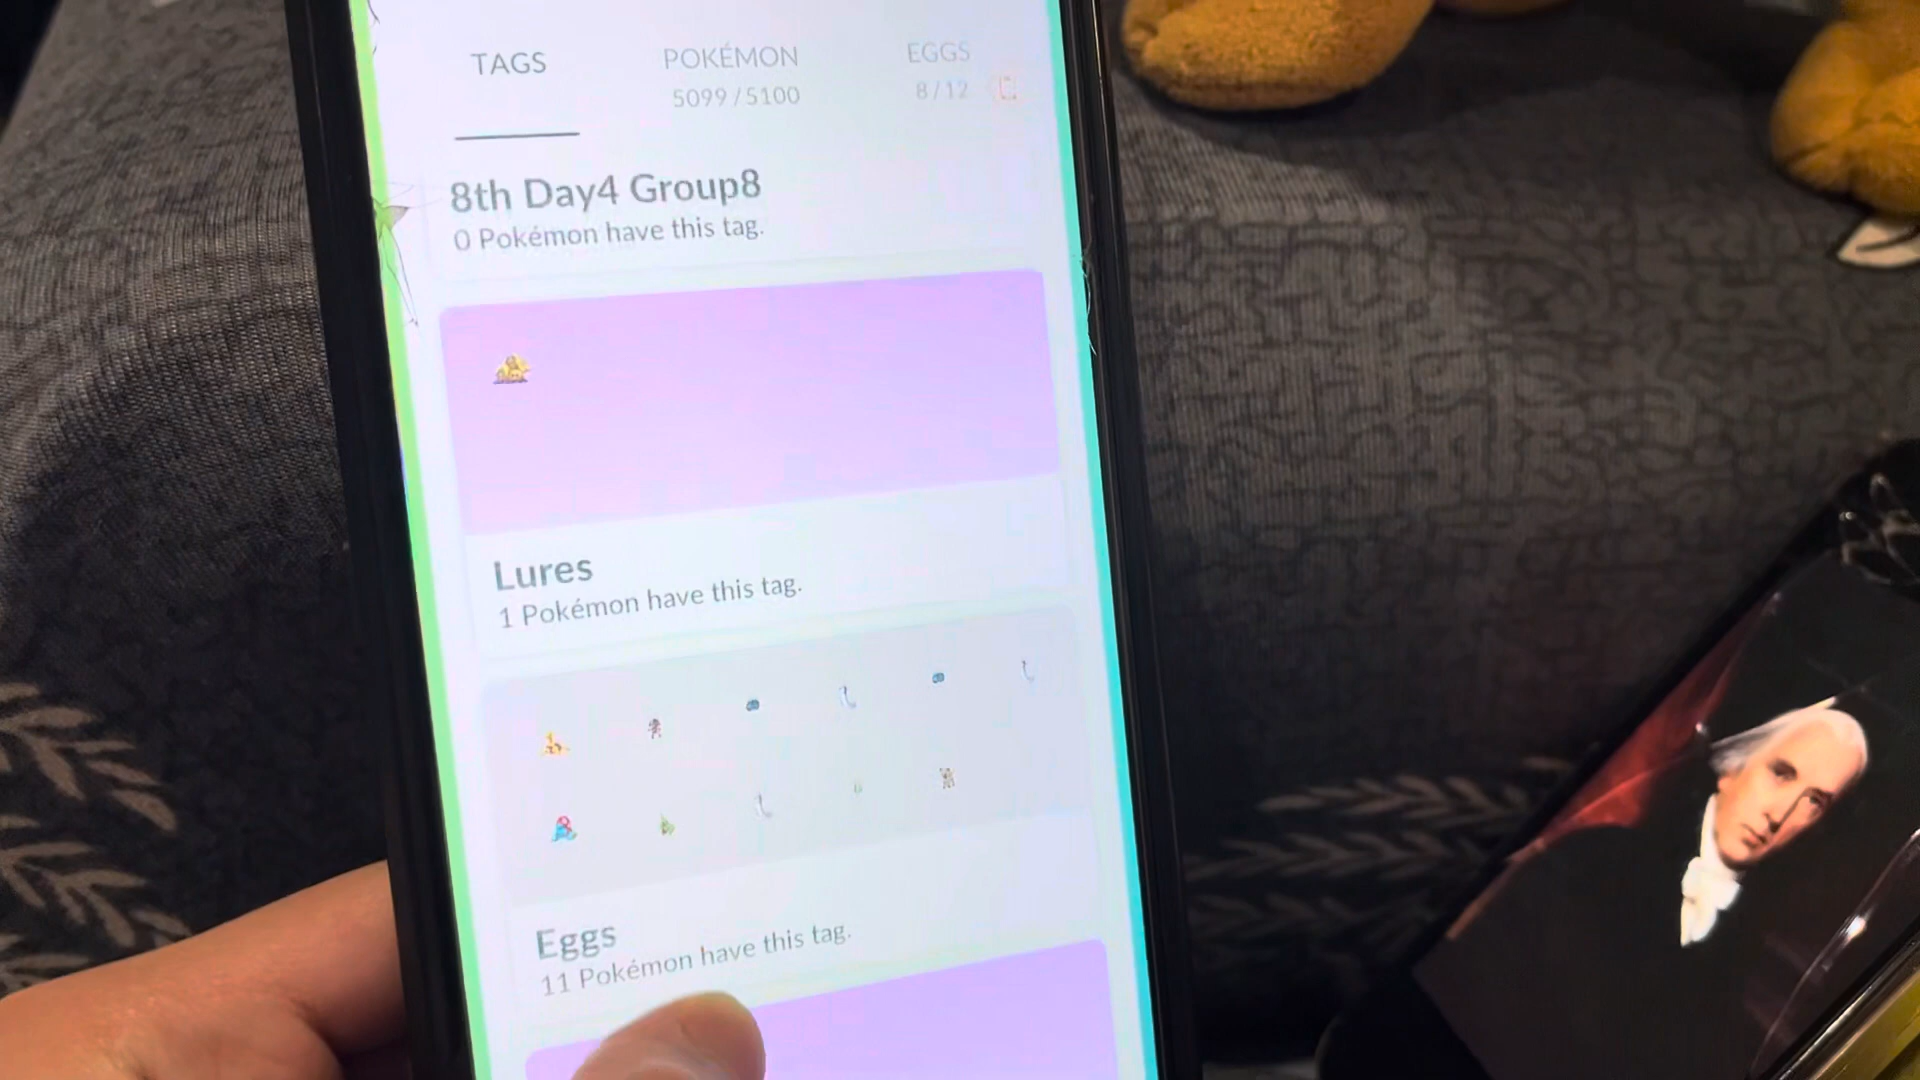 TAGS
POKÉMON
EGGS
5099 / 5100
8 / 12
8th Day4 Group8
0 Pokémon have this tag.
Lures
1 Pokémon have this tag.
Eggs
11 Pokémon have this tag.